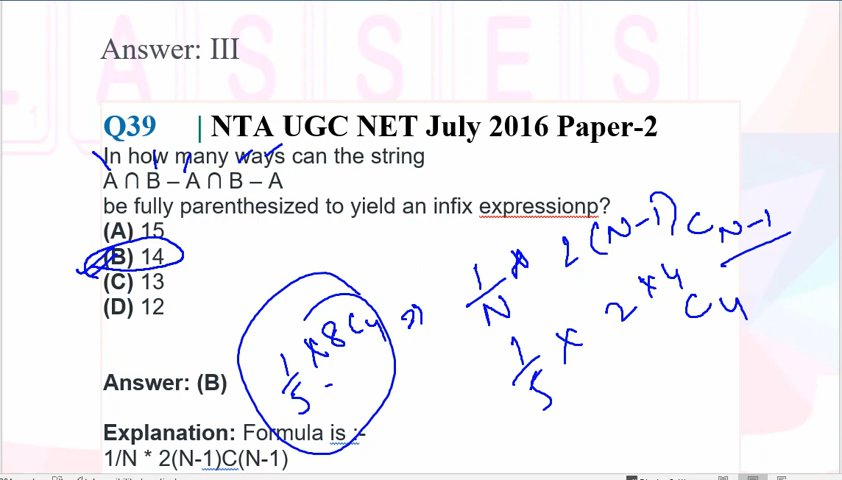 ASSES
Answer: III
Q39 | NTA UGC NET July 2016 Paper-2
In how many ways can the string
A ∩ B – A ∩ B – A
be fully parenthesized to yield an infix expressionp?
(A) 15
(B) 14
(C) 13
(D) 12
1/N * 2(N-1) C N-1
1/5 × 8C4 ⇒ 1/5 × 2×4 C4
Answer: (B)
Explanation: Formula is :-
1/N * 2(N-1)C(N-1)